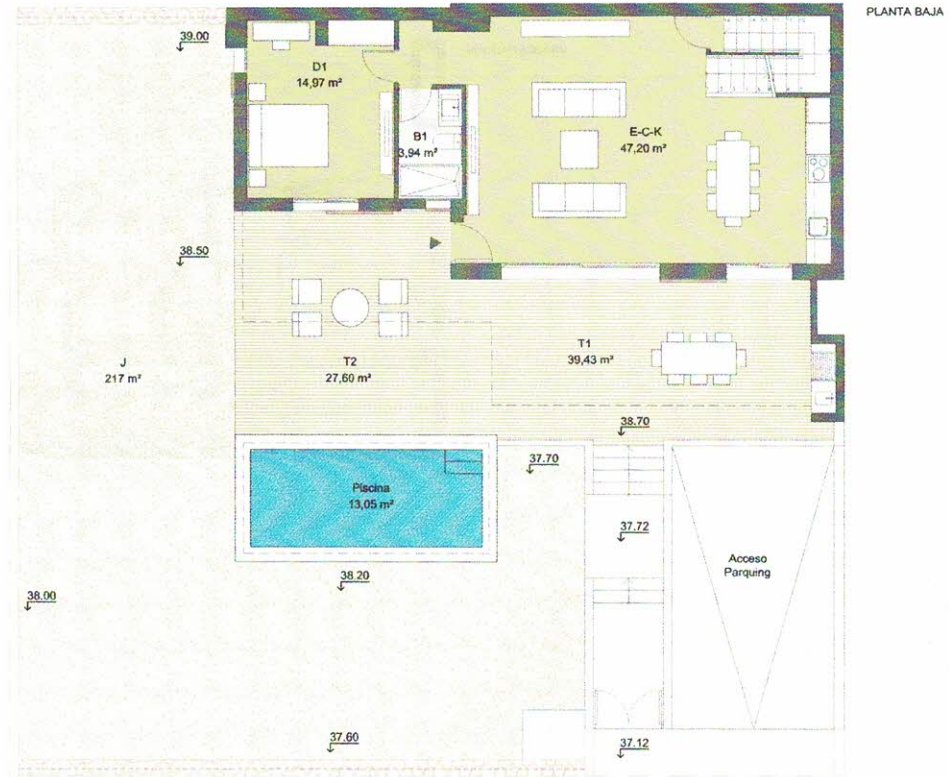 PLANTA BAJA
39.00
D1
14,97 m²
B1
3,94 m²
E-C-K
47,20 m²
38.50
J
217 m²
T2
27,60 m²
T1
39,43 m²
38.70
37.70
Piscina
13,05 m²
37.72
Acceso
Parquing
38.20
38.00
37.60
37.12